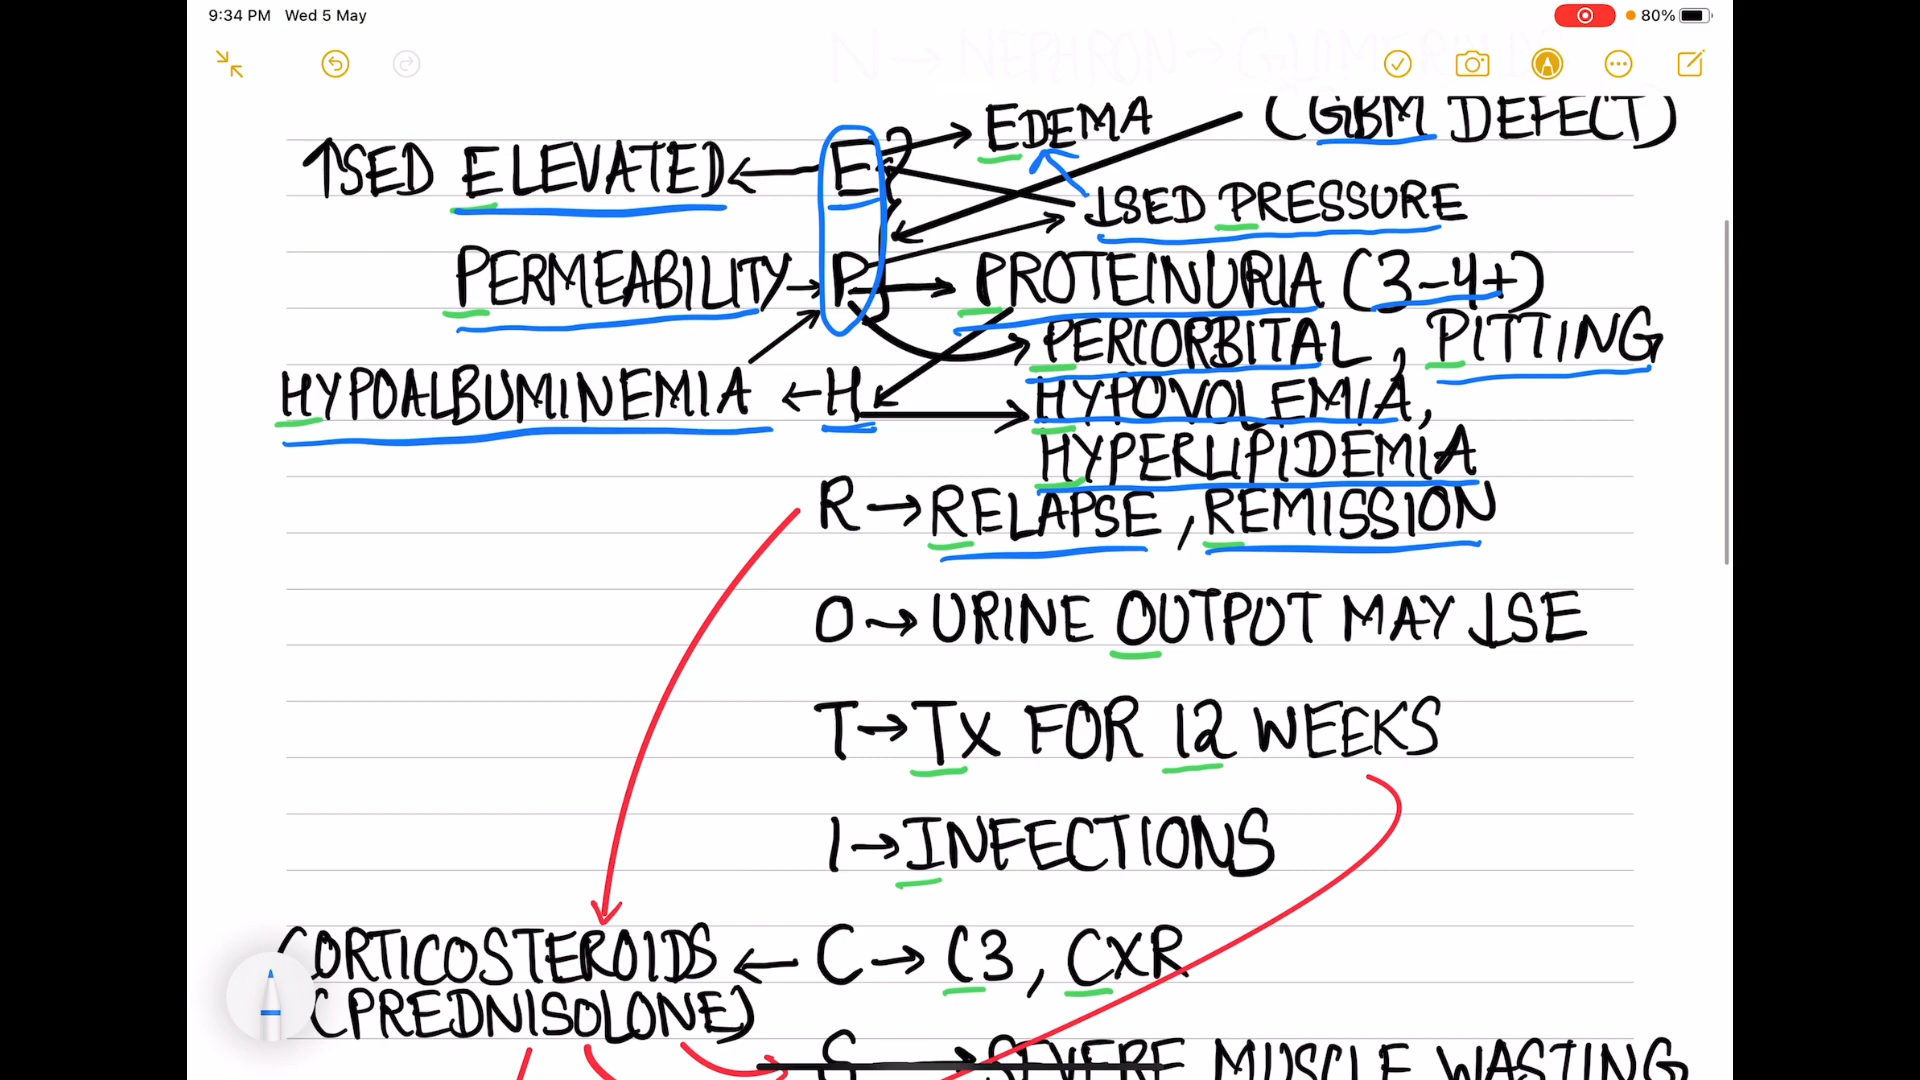 9:34 PM Wed 5 May
80%
N → NEPHRON → GLOMERULI
E → EDEMA (GBM DEFECT)
↑SED ELEVATED ← E
↓SED PRESSURE
PERMEABILITY → P → PROTEINURIA (3-4+)
PERIORBITAL, PITTING
HYPOALBUMINEMIA ← H → HYPOVOLEMIA,
HYPERLIPIDEMIA
R → RELAPSE, REMISSION
O → URINE OUTPUT MAY ↓SE
T → Tx FOR 12 WEEKS
I → INFECTIONS
CORTICOSTEROIDS ← C → C3, CXR
(PREDNISOLONE)
S → SEVERE MUSCLE WASTING